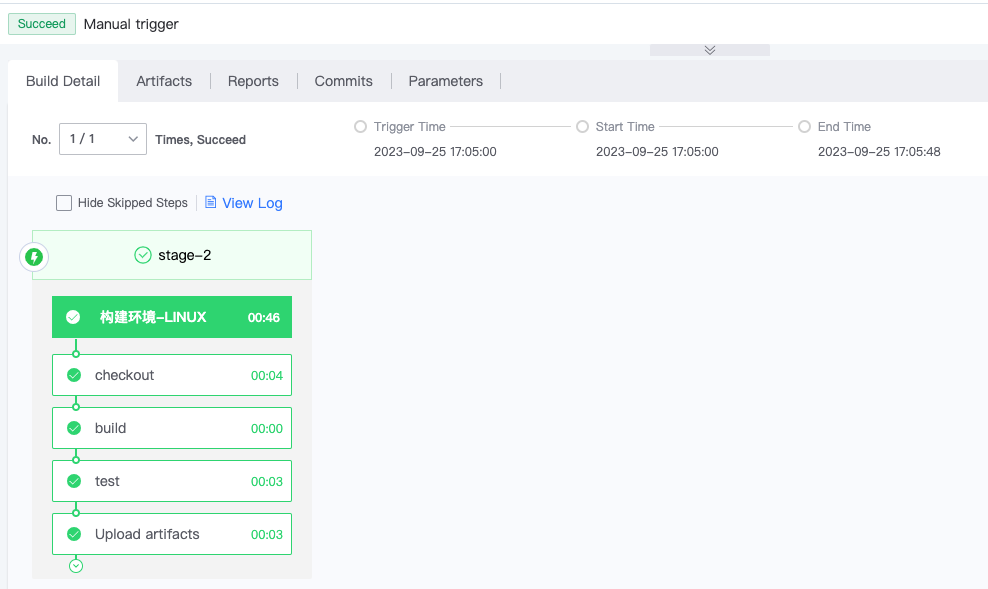 Succeed Manual trigger
Build Detail Artifacts Reports Commits Parameters
No. 1 / 1 Times, Succeed
Trigger Time Start Time End Time
2023-09-25 17:05:00 2023-09-25 17:05:00 2023-09-25 17:05:48
Hide Skipped Steps View Log
stage-2
构建环境-LINUX 00:46
checkout 00:04
build 00:00
test 00:03
Upload artifacts 00:03